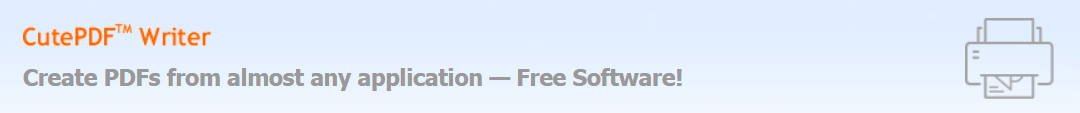 CutePDF™ Writer
Create PDFs from almost any application — Free Software!